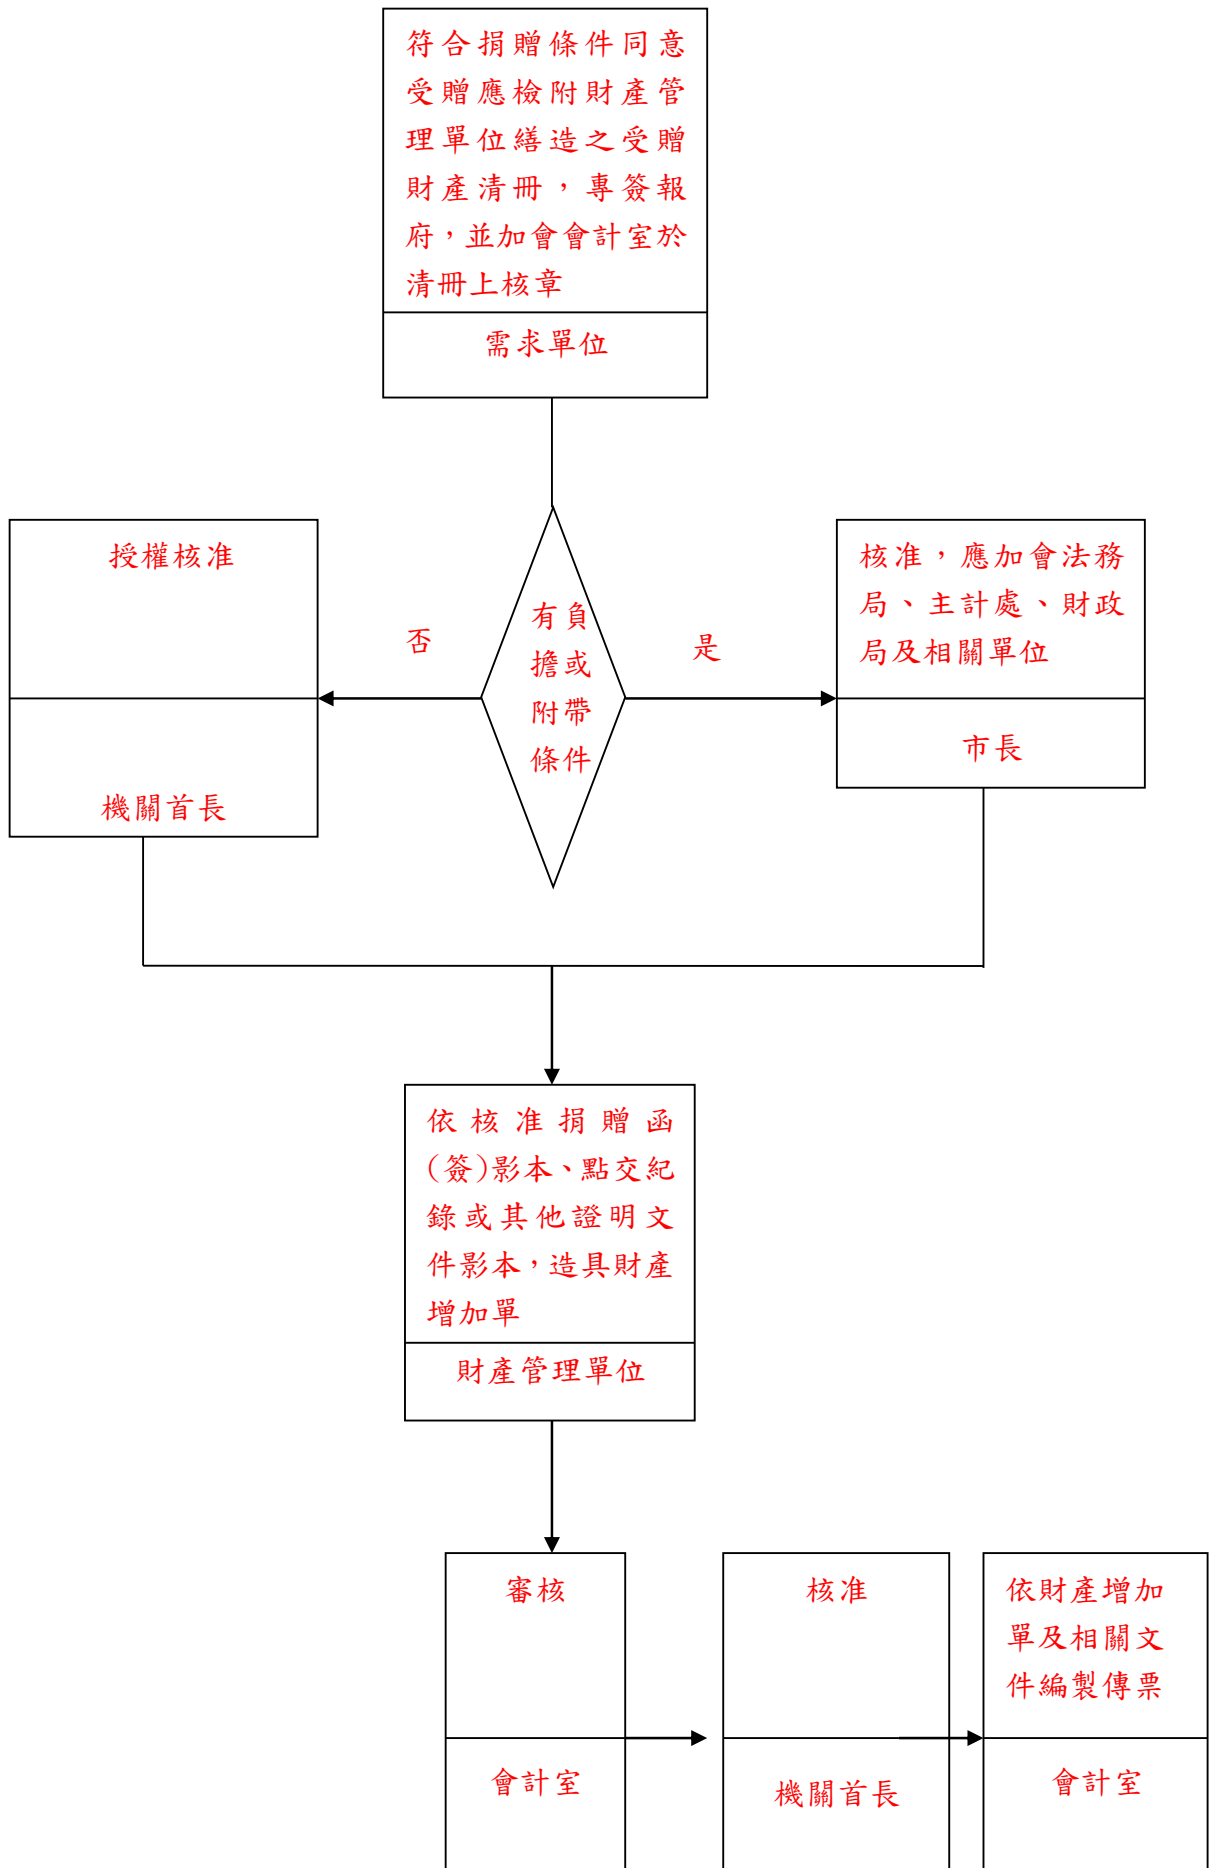 符合捐贈條件同意
受贈應檢附財產管
理單位繕造之受贈
財產清冊，專簽報
府，並加會會計室於
清冊上核章
需求單位
授權核准
機關首長
否
有負
擔或
附帶
條件
是
核准，應加會法務
局、主計處、財政
局及相關單位
市長
依核准捐贈函
(簽)影本、點交紀
錄或其他證明文
件影本，造具財產
增加單
財產管理單位
審核
會計室
核准
機關首長
依財產增加
單及相關文
件編製傳票
會計室